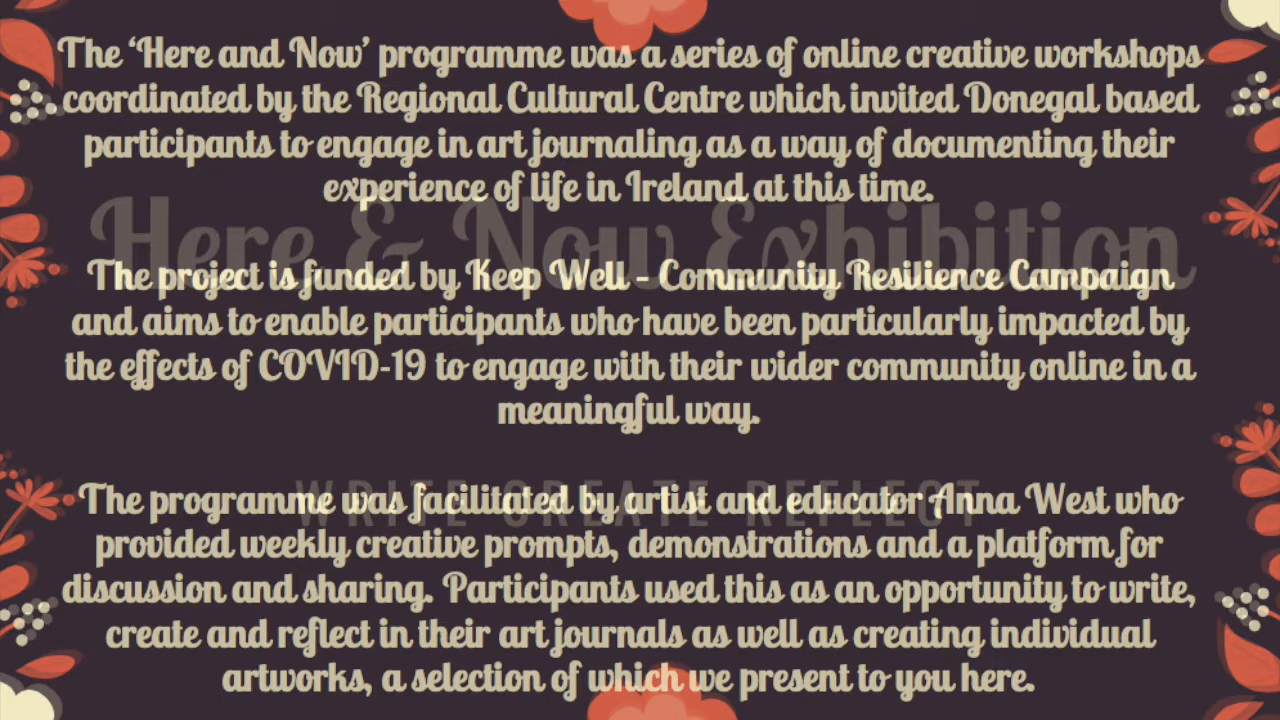 The ‘Here and Now’ programme was a series of online creative workshops
coordinated by the Regional Cultural Centre which invited Donegal based
participants to engage in art journaling as a way of documenting their
experience of life in Ireland at this time.
Here & Now Exhibition
The project is funded by Keep Well - Community Resilience Campaign
and aims to enable participants who have been particularly impacted by
the effects of COVID-19 to engage with their wider community online in a
meaningful way.
WRITE CREATE REFLECT
The programme was facilitated by artist and educator Anna West who
provided weekly creative prompts, demonstrations and a platform for
discussion and sharing. Participants used this as an opportunity to write,
create and reflect in their art journals as well as creating individual
artworks, a selection of which we present to you here.